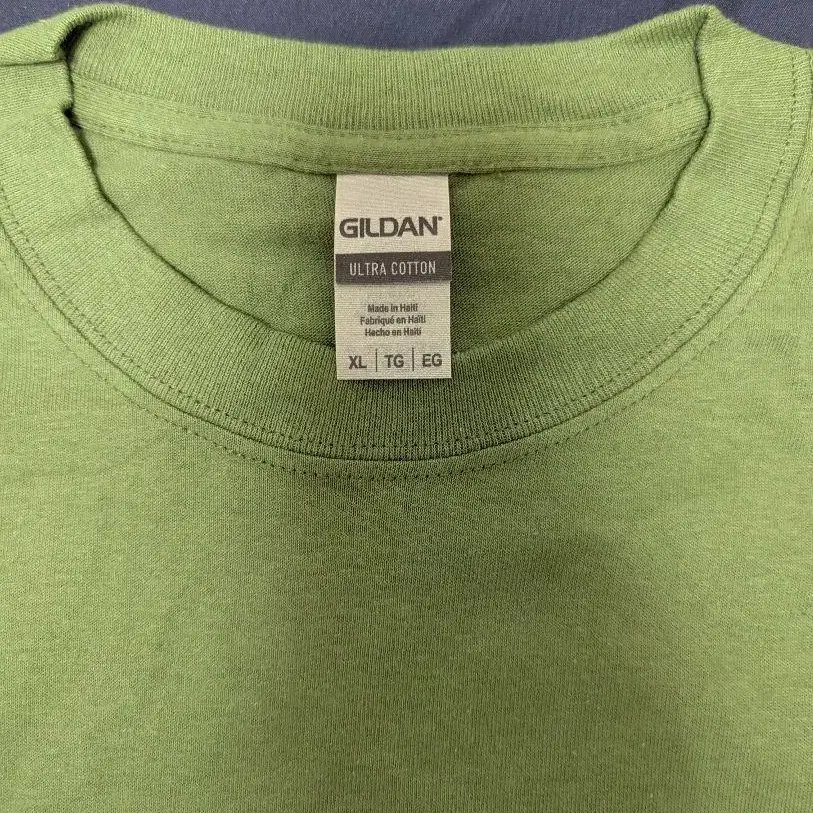 GILDAN®
ULTRA COTTON
Made in Haiti
Fabriqué en Haïti
Hecho en Haití
XL | TG | EG